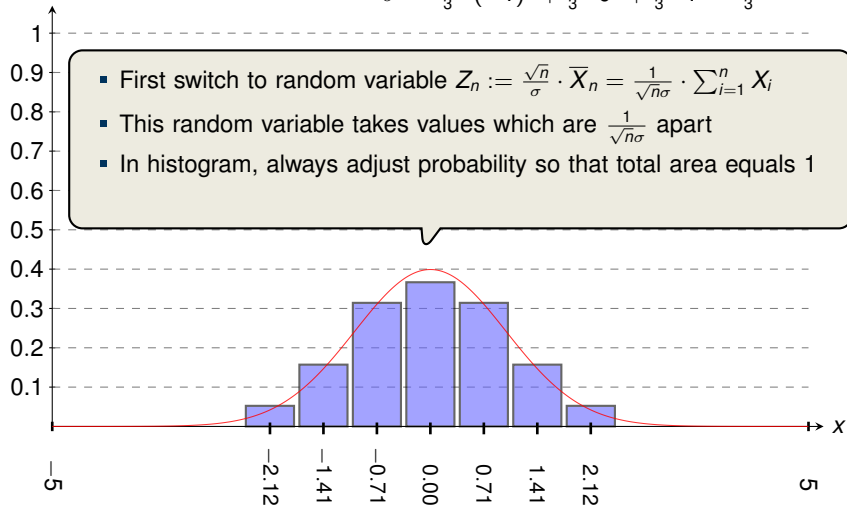 1
0.9
■ First switch to random variable Zₙ := √n/σ · X̄ₙ = 1/(√nσ) · ∑ⁿᵢ₌₁ Xᵢ
0.8
■ This random variable takes values which are 1/(√nσ) apart
0.7
■ In histogram, always adjust probability so that total area equals 1
0.6
0.5
0.4
0.3
0.2
0.1
x
−5 −2.12 −1.41 −0.71 0.00 0.71 1.41 2.12 5